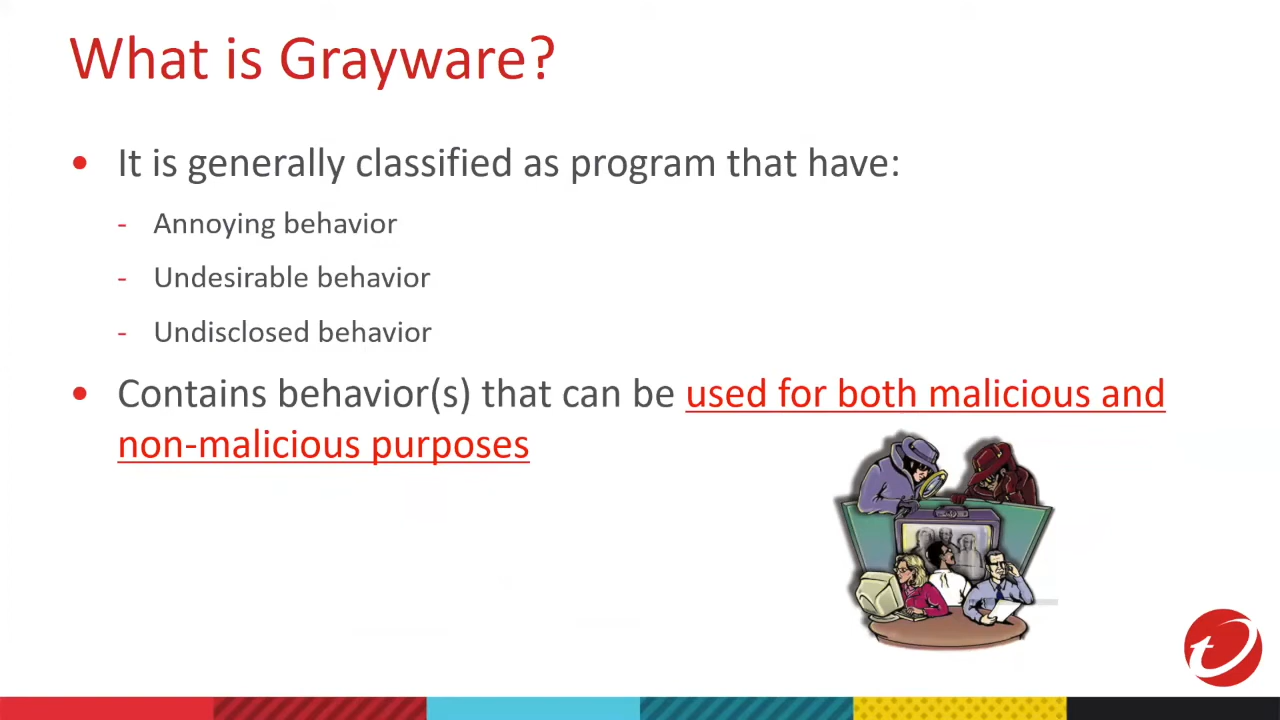 What is Grayware?
• It is generally classified as program that have:
- Annoying behavior
- Undesirable behavior
- Undisclosed behavior
• Contains behavior(s) that can be used for both malicious and
non-malicious purposes